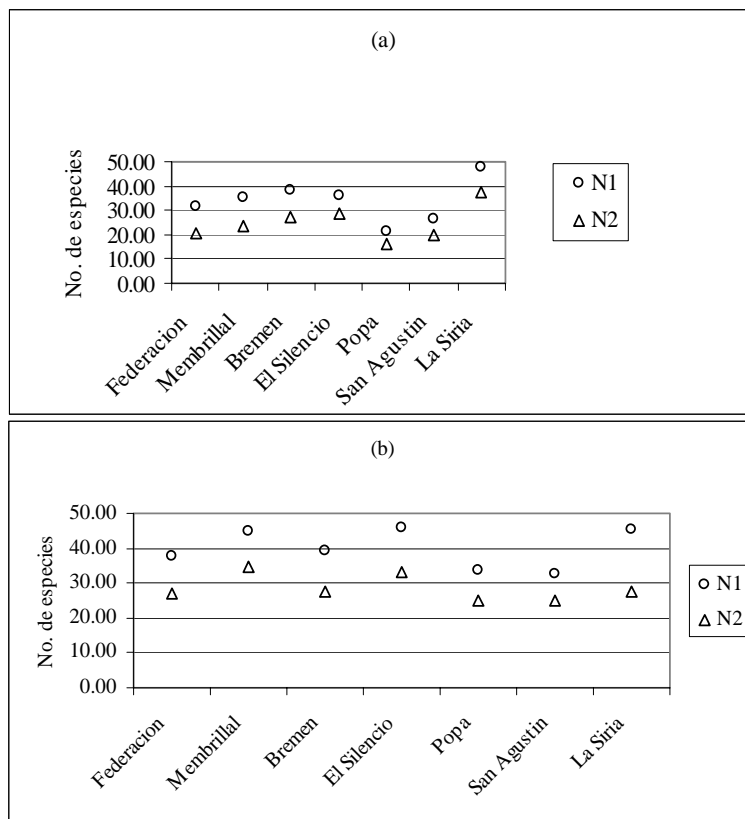 (a)
No. de especies
50.00
40.00
30.00
20.00
10.00
0.00
Federacion
Membrillal
Bremen
El Silencio
Popa
San Agustin
La Siria
N1
N2
(b)
No. de especies
50.00
40.00
30.00
20.00
10.00
0.00
Federacion
Membrillal
Bremen
El Silencio
Popa
San Agustin
La Siria
N1
N2